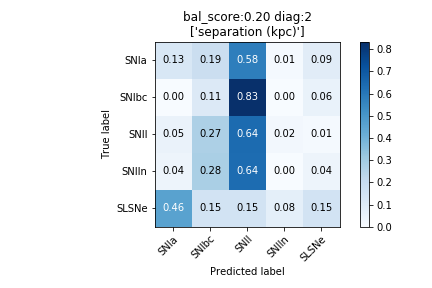 bal_score:0.20 diag:2
['separation (kpc)']
SNIa 0.13 0.19 0.58 0.01 0.09
SNIbc 0.00 0.11 0.83 0.00 0.06
SNII 0.05 0.27 0.64 0.02 0.01
SNIIn 0.04 0.28 0.64 0.00 0.04
SLSNe 0.46 0.15 0.15 0.08 0.15
SNIa SNIbc SNII SNIIn SLSNe
True label
Predicted label
0.8
0.7
0.6
0.5
0.4
0.3
0.2
0.1
0.0